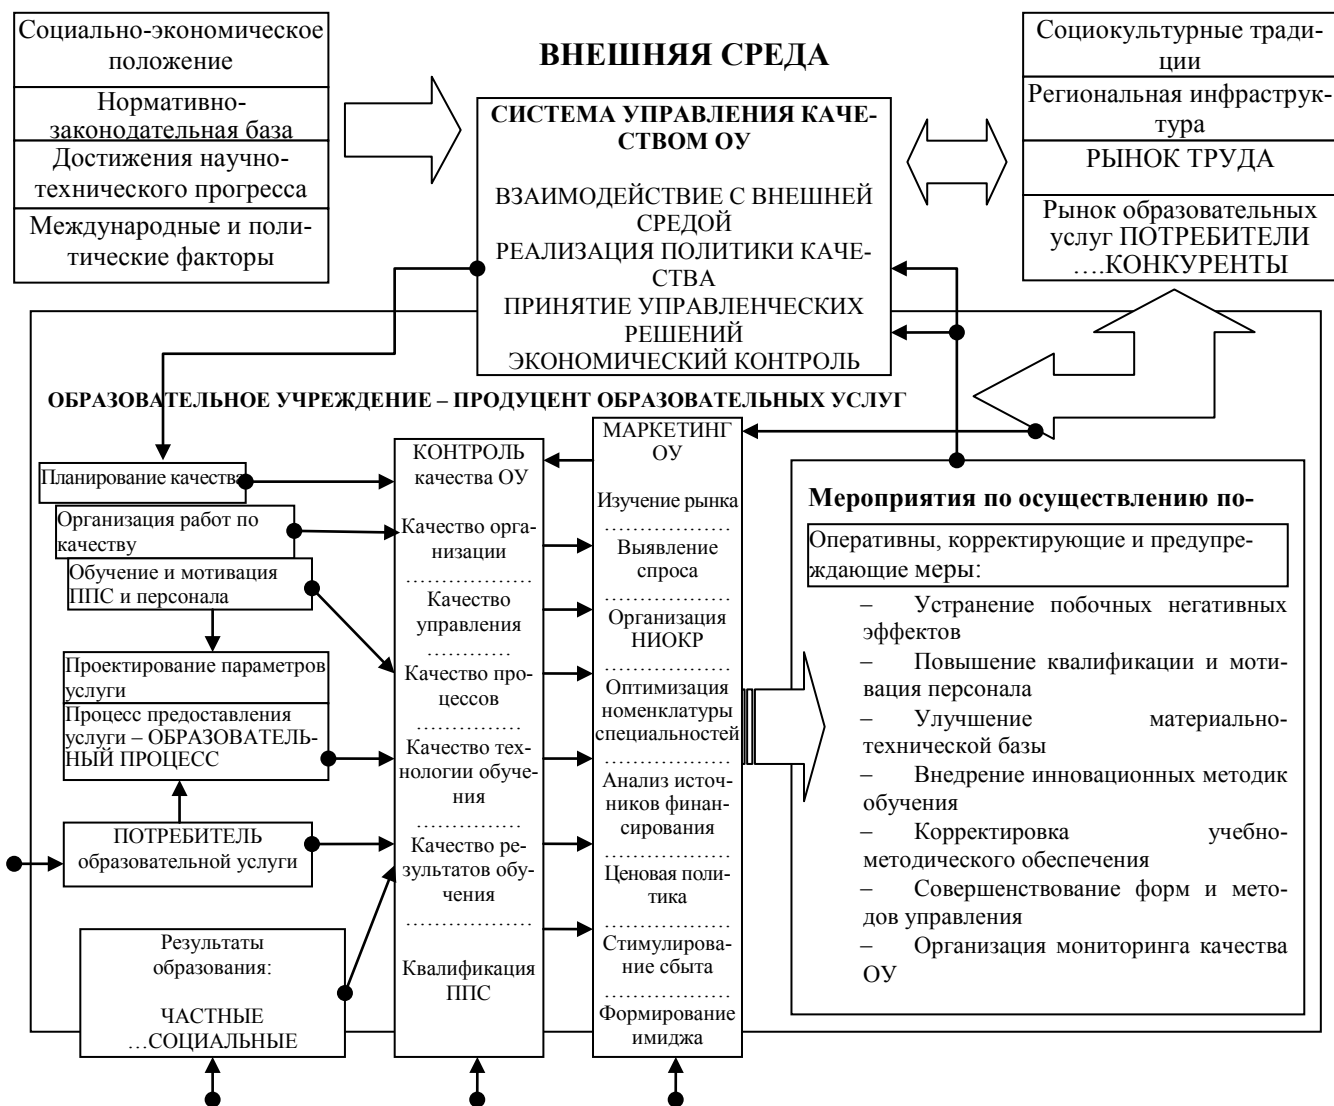 Социально-экономическое
положение
Нормативно-
законодательная база
Достижения научно-
технического прогресса
Международные и поли-
тические факторы
ВНЕШНЯЯ СРЕДА
СИСТЕМА УПРАВЛЕНИЯ КАЧЕ-
СТВОМ ОУ
ВЗАИМОДЕЙСТВИЕ С ВНЕШНЕЙ
СРЕДОЙ
РЕАЛИЗАЦИЯ ПОЛИТИКИ КАЧЕ-
СТВА
ПРИНЯТИЕ УПРАВЛЕНЧЕСКИХ
РЕШЕНИЙ
ЭКОНОМИЧЕСКИЙ КОНТРОЛЬ
Социокультурные тради-
ции
Региональная инфраструк-
тура
РЫНОК ТРУДА
Рынок образовательных
услуг ПОТРЕБИТЕЛИ
….КОНКУРЕНТЫ
ОБРАЗОВАТЕЛЬНОЕ УЧРЕЖДЕНИЕ – ПРОДУЦЕНТ ОБРАЗОВАТЕЛЬНЫХ УСЛУГ
Планирование качества
Организация работ по
качеству
Обучение и мотивация
ППС и персонала
Проектирование параметров
услуги
Процесс предоставления
услуги – ОБРАЗОВАТЕЛЬ-
НЫЙ ПРОЦЕСС
ПОТРЕБИТЕЛЬ
образовательной услуги
Результаты
образования:
ЧАСТНЫЕ
…СОЦИАЛЬНЫЕ
КОНТРОЛЬ
качества ОУ
Качество орга-
низации
………………
Качество
управления
…………
Качество про-
цессов
……………
Качество тех-
нологии обуче-
ния
……………
Качество ре-
зультатов обу-
чения
………………
Квалификация
ППС
МАРКЕТИНГ
ОУ
Изучение рынка
………………
Выявление
спроса
………………
Организация
НИОКР
………………
Оптимизация
номенклатуры
специальностей
………………
Анализ источ-
ников финан-
сирования
………………
Ценовая поли-
тика
………………
Стимулирова-
ние сбыта
………………
Формирование
имиджа
Мероприятия по осуществлению по-
Оперативны, корректирующие и предупре-
ждающие меры:
– Устранение побочных негативных
эффектов
– Повышение квалификации и моти-
вация персонала
– Улучшение материально-
технической базы
– Внедрение инновационных методик
обучения
– Корректировка учебно-
методического обеспечения
– Совершенствование форм и мето-
дов управления
– Организация мониторинга качества
ОУ